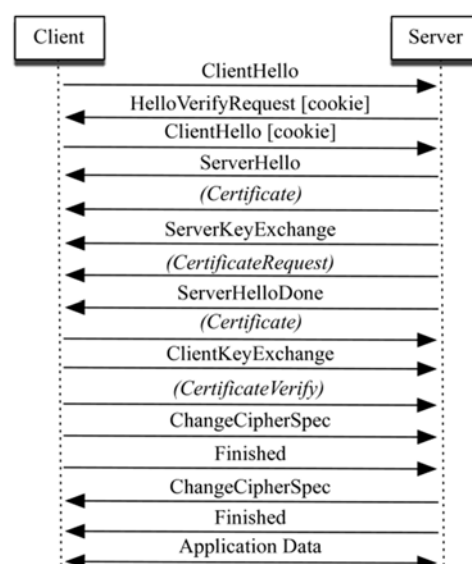 Client
Server
ClientHello
HelloVerifyRequest [cookie]
ClientHello [cookie]
ServerHello
(Certificate)
ServerKeyExchange
(CertificateRequest)
ServerHelloDone
(Certificate)
ClientKeyExchange
(CertificateVerify)
ChangeCipherSpec
Finished
ChangeCipherSpec
Finished
Application Data